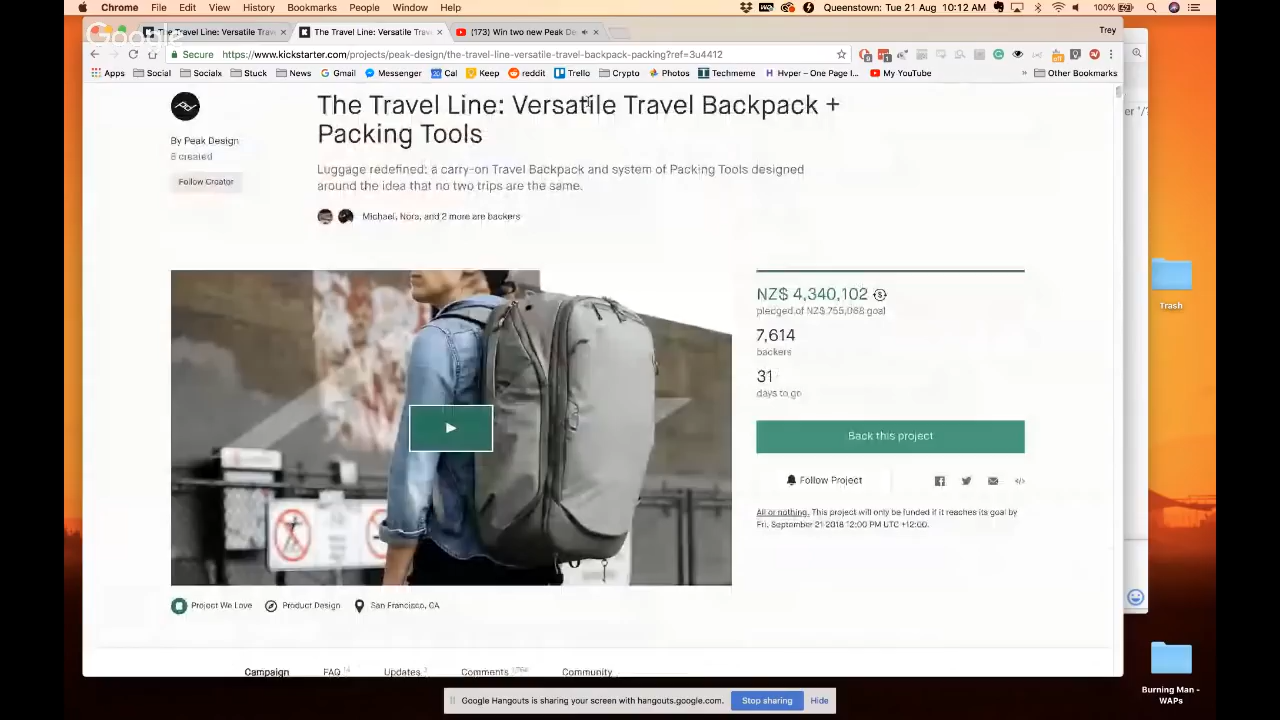 Chrome File Edit View History Bookmarks People Window Help
Queenstown: Tue 21 Aug 10:12 AM 100%
Google
The Travel Line: Versatile Trav
The Travel Line: Versatile Trav
(173) Win two new Peak De
Trey
Secure https://www.kickstarter.com/projects/peak-design/the-travel-line-versatile-travel-backpack-packing?ref=3u4412
Apps Social Socialx Stuck News Gmail Messenger Cal Keep reddit Trello Crypto Photos Techmeme Hvper - One Page I... My YouTube » Other Bookmarks
The Travel Line: Versatile Travel Backpack +
Packing Tools
By Peak Design
8 created
Follow Creator
Luggage redefined: a carry-on Travel Backpack and system of Packing Tools designed
around the idea that no two trips are the same.
Michael, Nora, and 2 more are backers
NZ$ 4,340,102
pledged of NZ$ 755,068 goal
7,614
backers
31
days to go
Back this project
Follow Project
All or nothing. This project will only be funded if it reaches its goal by
Fri, September 21 2018 12:00 PM UTC +12:00.
Project We Love Product Design San Francisco, CA
Campaign FAQ 14 Updates Comments Community
Trash
Burning Man -
WAPs
Google Hangouts is sharing your screen with hangouts.google.com. Stop sharing Hide